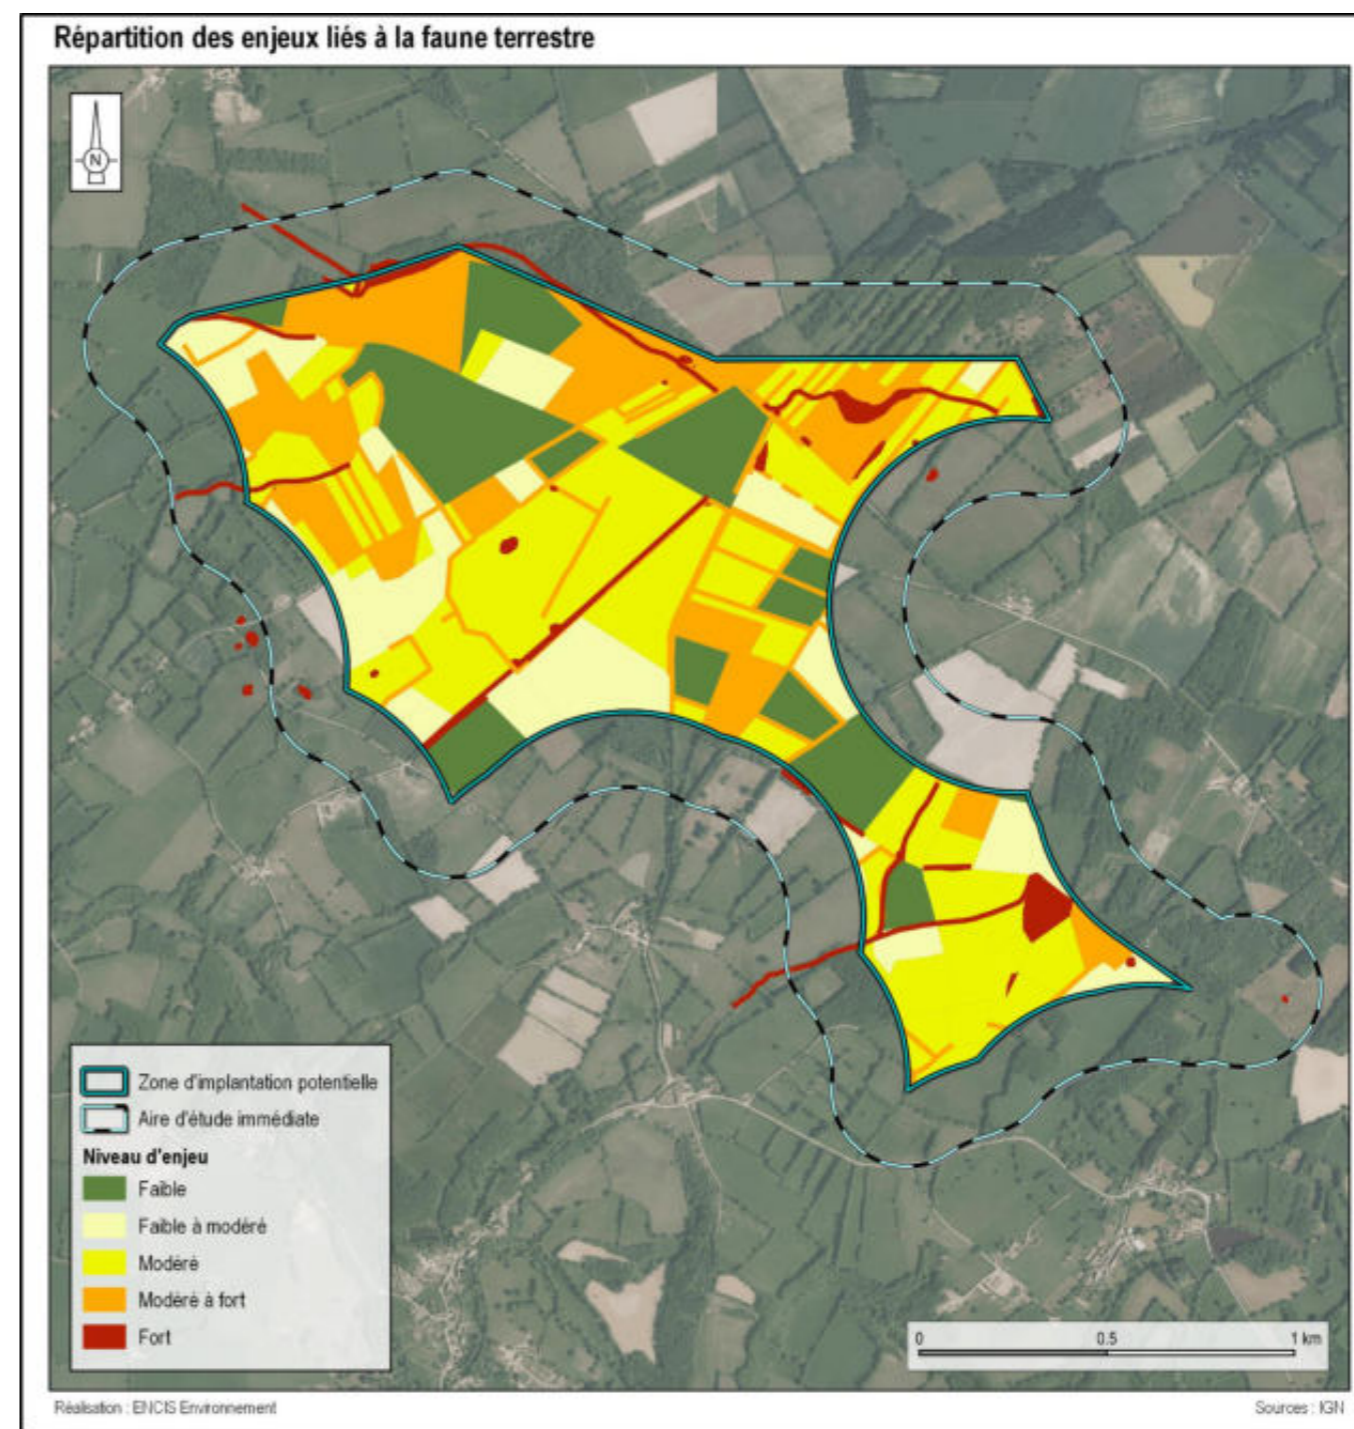 Répartition des enjeux liés à la faune terrestre
N
Zone d'implantation potentielle
Aire d'étude immédiate
Niveau d'enjeu
Faible
Faible à modéré
Modéré
Modéré à fort
Fort
0 0.5 1 km
Réalisation : ENCIS Environnement
Sources : IGN